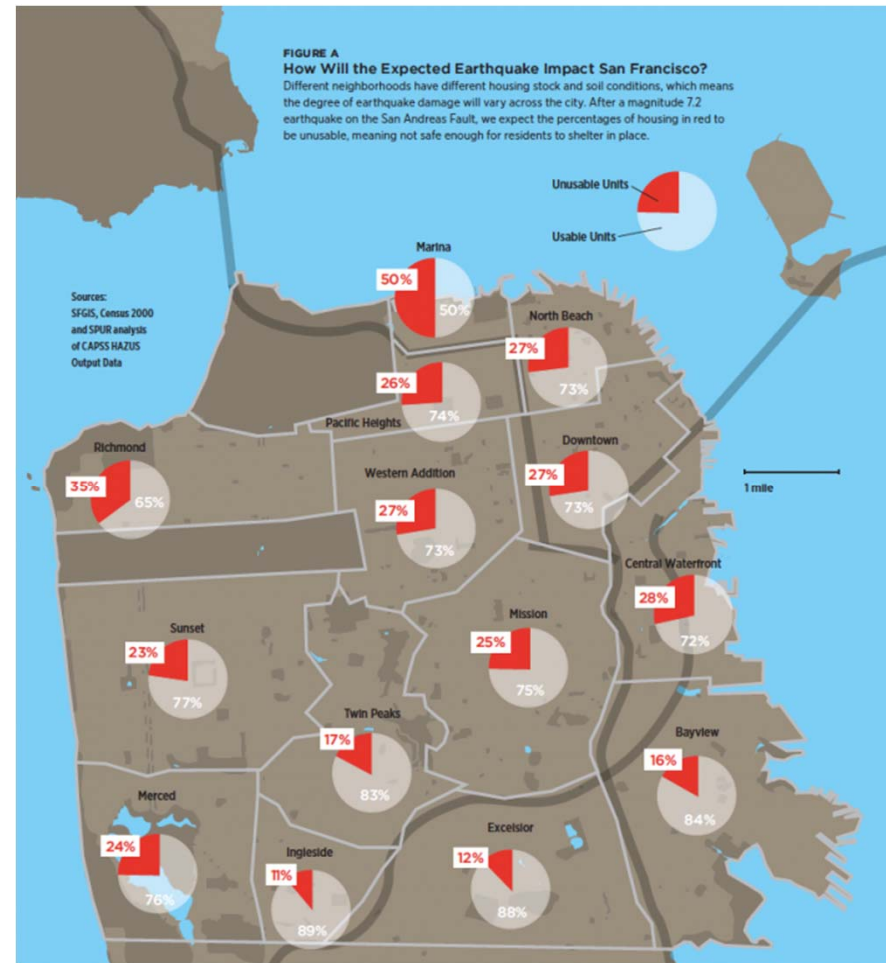 FIGURE A
How Will the Expected Earthquake Impact San Francisco?
Different neighborhoods have different housing stock and soil conditions, which means
the degree of earthquake damage will vary across the city. After a magnitude 7.2
earthquake on the San Andreas Fault, we expect the percentages of housing in red to
be unusable, meaning not safe enough for residents to shelter in place.
Unusable Units
Usable Units
Sources:
SFGIS, Census 2000
and SPUR analysis
of CAPSS HAZUS
Output Data
Marina
50%
50%
North Beach
27%
73%
26%
74%
Pacific Heights
Richmond
35%
65%
Western Addition
27%
73%
Downtown
27%
73%
1 mile
Central Waterfront
28%
72%
Sunset
23%
77%
Mission
25%
75%
Twin Peaks
17%
83%
Bayview
16%
84%
Merced
24%
76%
Ingleside
11%
89%
Excelsior
12%
88%